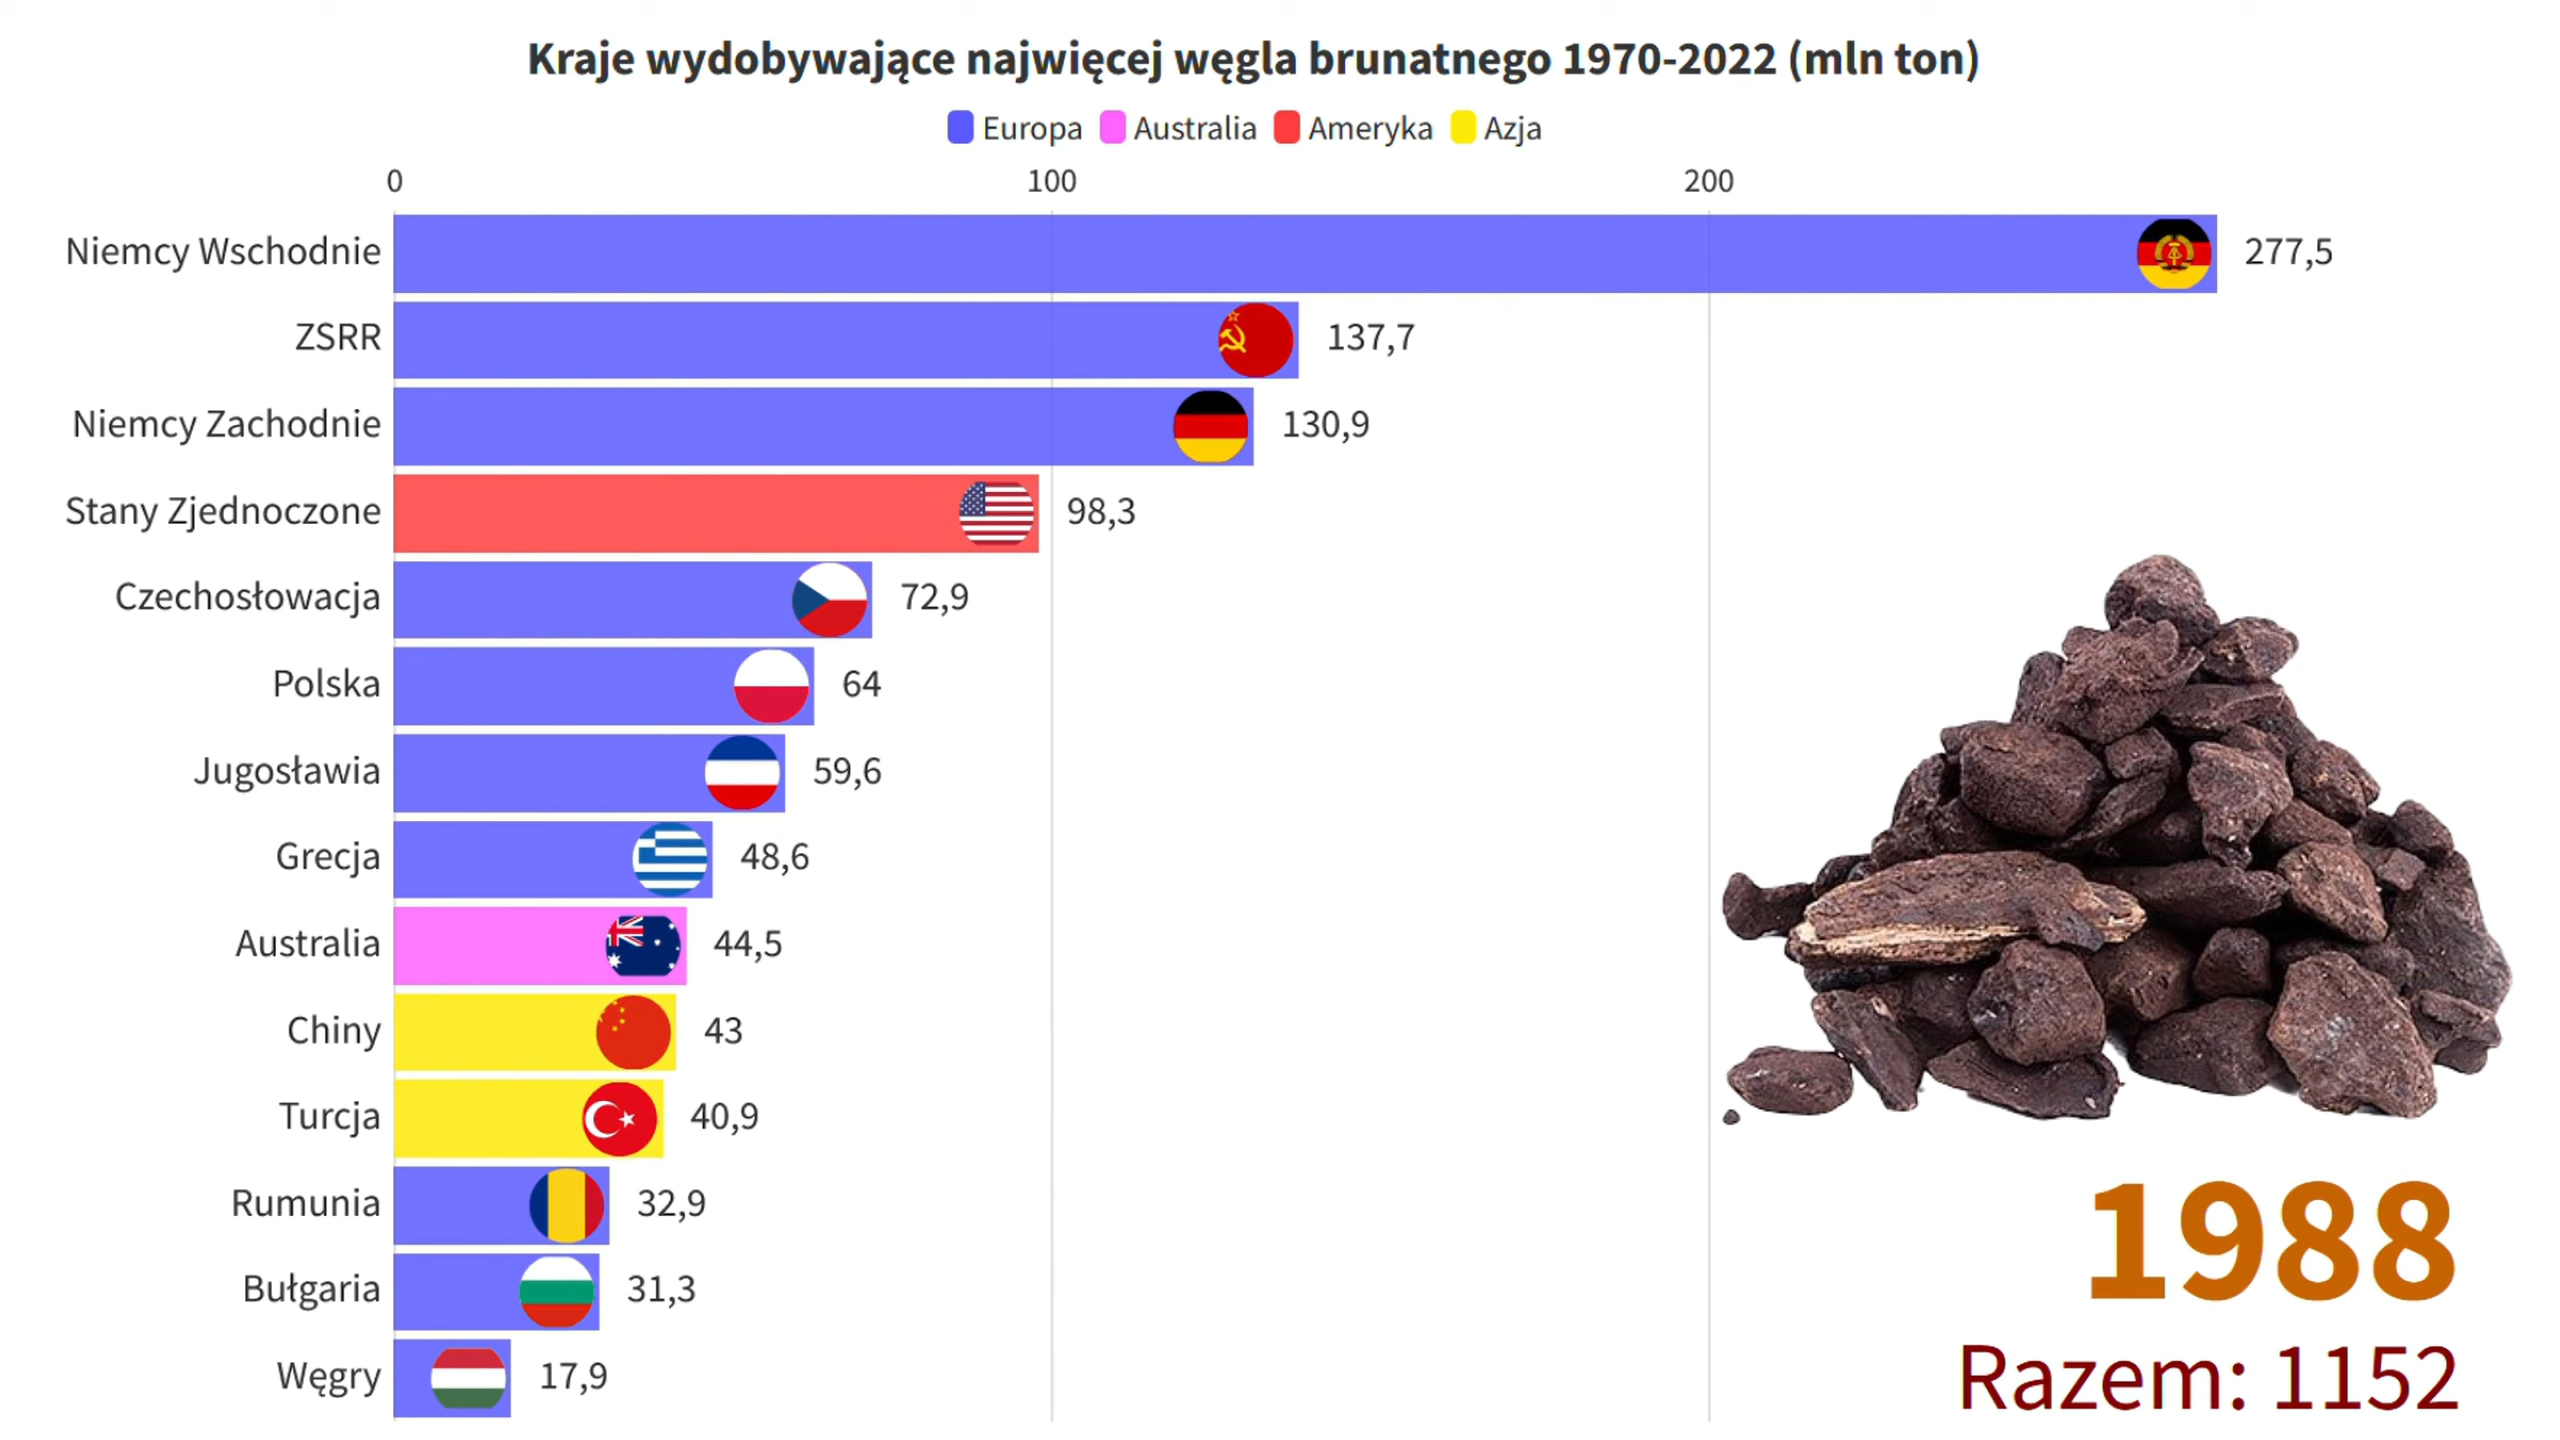 Kraje wydobywające najwięcej węgla brunatnego 1970-2022 (mln ton)
Europa Australia Ameryka Azja
0 100 200
Niemcy Wschodnie 277,5
ZSRR 137,7
Niemcy Zachodnie 130,9
Stany Zjednoczone 98,3
Czechosłowacja 72,9
Polska 64
Jugosławia 59,6
Grecja 48,6
Australia 44,5
Chiny 43
Turcja 40,9
Rumunia 32,9
Bułgaria 31,3
Węgry 17,9
1988
Razem: 1152